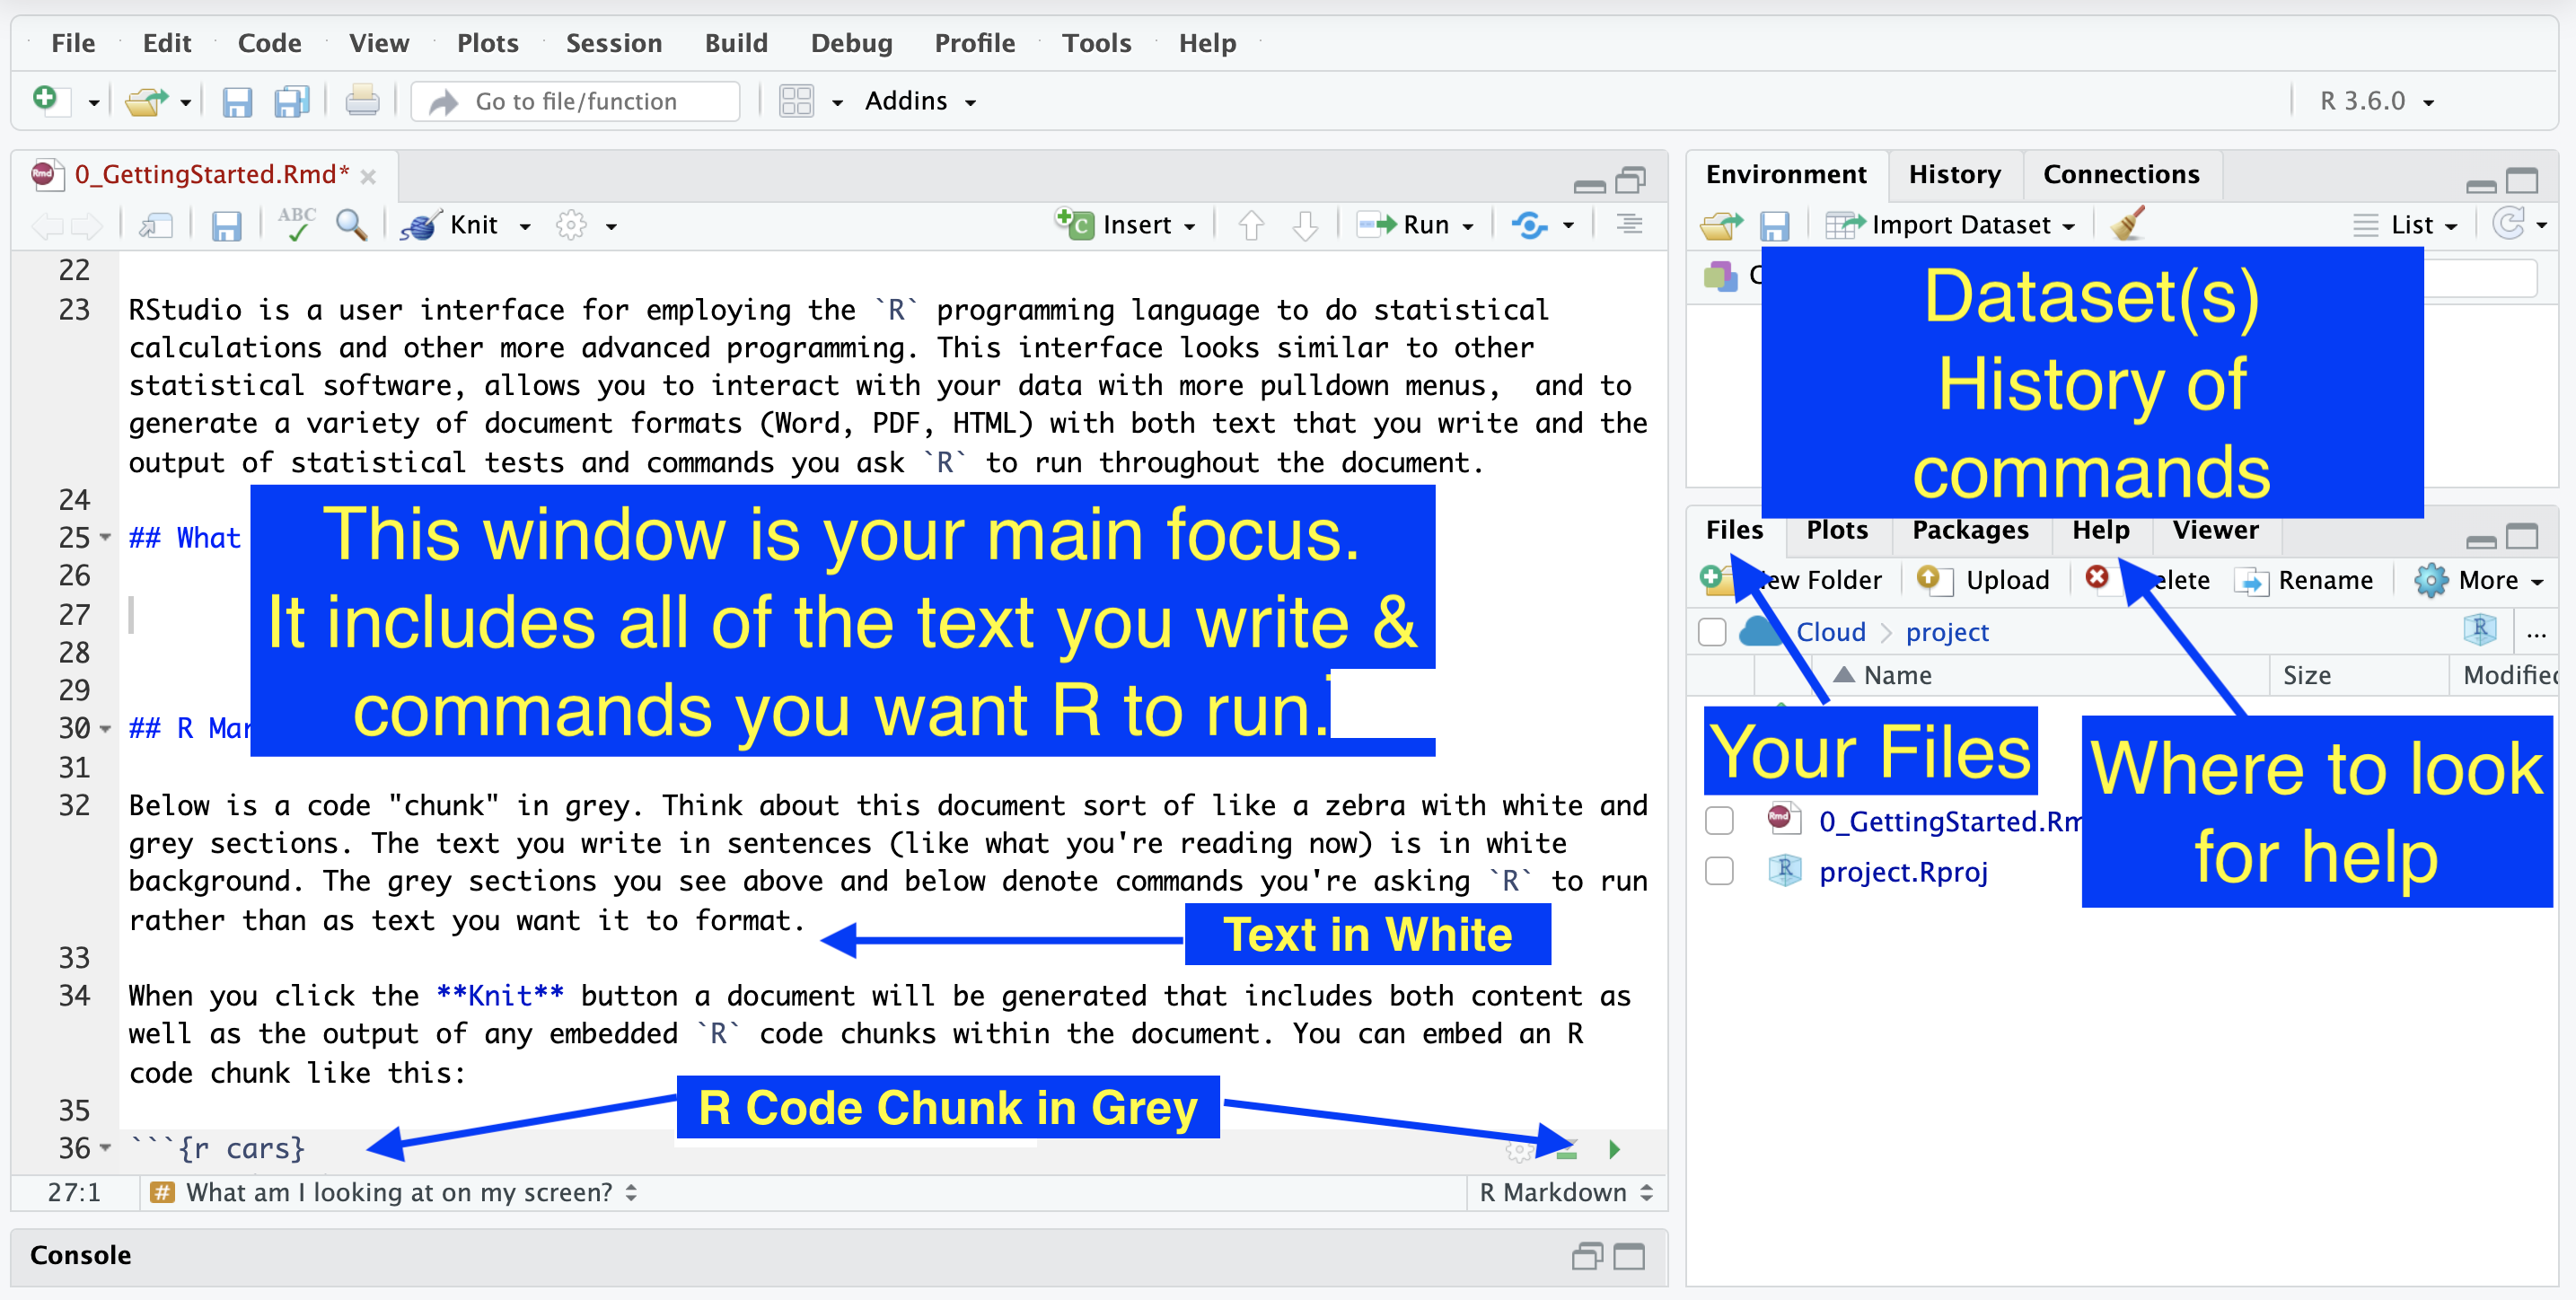 File Edit Code View Plots Session Build Debug Profile Tools Help
Go to file/function Addins R 3.6.0
0_GettingStarted.Rmd*
ABC Knit Insert Run
22
23 RStudio is a user interface for employing the `R` programming language to do statistical
calculations and other more advanced programming. This interface looks similar to other
statistical software, allows you to interact with your data with more pulldown menus,  and to
generate a variety of document formats (Word, PDF, HTML) with both text that you write and the
output of statistical tests and commands you ask `R` to run throughout the document.
24
25 ## What
26
27
28
29
30 ## R Mar
This window is your main focus.
It includes all of the text you write &
commands you want R to run.
31
32 Below is a code "chunk" in grey. Think about this document sort of like a zebra with white and
grey sections. The text you write in sentences (like what you're reading now) is in white
background. The grey sections you see above and below denote commands you're asking `R` to run
rather than as text you want it to format.
Text in White
33
34 When you click the **Knit** button a document will be generated that includes both content as
well as the output of any embedded `R` code chunks within the document. You can embed an R
code chunk like this:
R Code Chunk in Grey
35
36 ```{r cars}
27:1 # What am I looking at on my screen? R Markdown
Console
Environment History Connections
Import Dataset List
Dataset(s)
History of
commands
Files Plots Packages Help Viewer
ew Folder Upload elete Rename More
Cloud project ...
Name Size Modified
Your Files
Where to look
for help
0_GettingStarted.Rm
project.Rproj